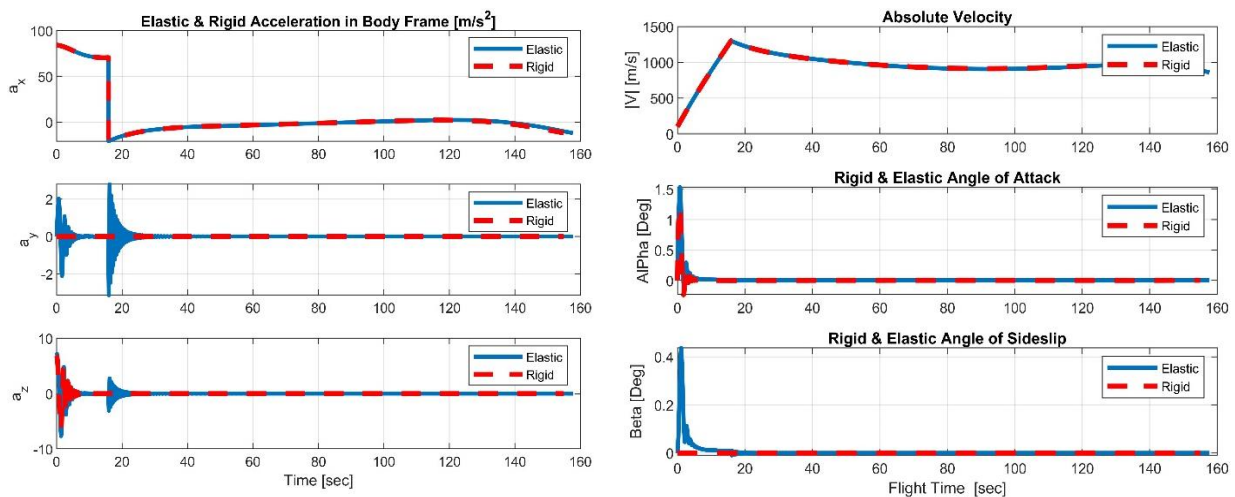 Elastic & Rigid Acceleration in Body Frame [m/s²]
100
50
0
a_x
Elastic
Rigid
0 20 40 60 80 100 120 140 160
2
0
-2
a_y
Elastic
Rigid
0 20 40 60 80 100 120 140 160
10
0
-10
a_z
Elastic
Rigid
0 20 40 60 80 100 120 140 160
Time [sec]
Absolute Velocity
1500
1000
500
0
|V| [m/s]
Elastic
Rigid
0 20 40 60 80 100 120 140 160
Rigid & Elastic Angle of Attack
1.5
1
0.5
0
AlPha [Deg]
Elastic
Rigid
0 20 40 60 80 100 120 140 160
Rigid & Elastic Angle of Sideslip
0.4
0.2
0
Beta [Deg]
Elastic
Rigid
0 20 40 60 80 100 120 140 160
Flight Time [sec]